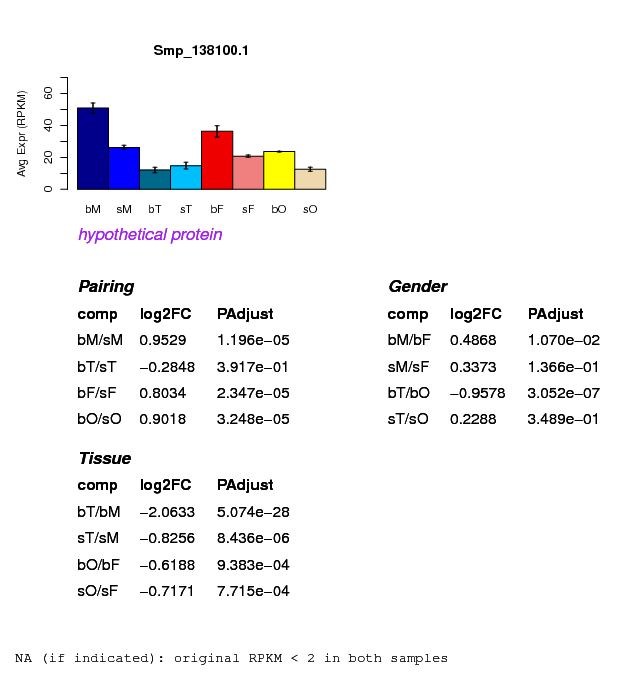 Smp_138100.1
Avg Expr (RPKM)
0 20 40 60
bM sM bT sT bF sF bO sO
hypothetical protein
Pairing
comp log2FC PAdjust
bM/sM 0.9529 1.196e−05
bT/sT −0.2848 3.917e−01
bF/sF 0.8034 2.347e−05
bO/sO 0.9018 3.248e−05
Gender
comp log2FC PAdjust
bM/bF 0.4868 1.070e−02
sM/sF 0.3373 1.366e−01
bT/bO −0.9578 3.052e−07
sT/sO 0.2288 3.489e−01
Tissue
comp log2FC PAdjust
bT/bM −2.0633 5.074e−28
sT/sM −0.8256 8.436e−06
bO/bF −0.6188 9.383e−04
sO/sF −0.7171 7.715e−04
NA (if indicated): original RPKM < 2 in both samples